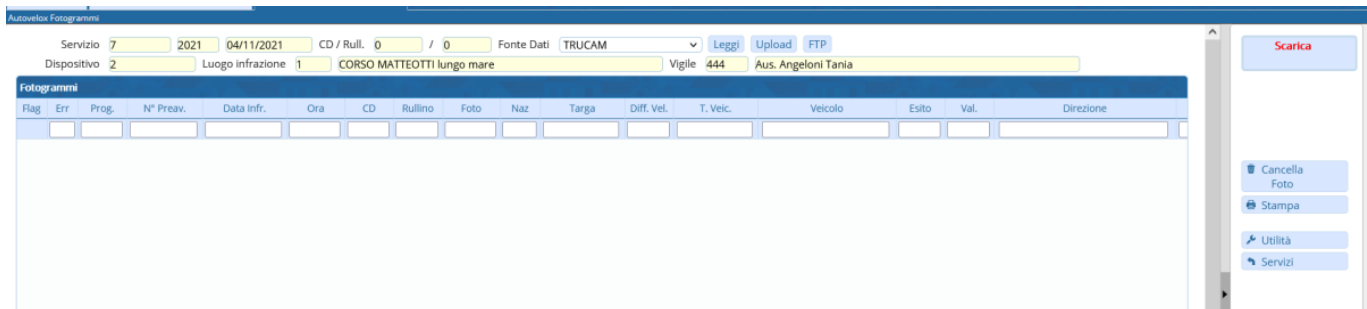 Autovelox Fotogrammi
Servizio 7 2021 04/11/2021 CD / Rull. 0 / 0 Fonte Dati TRUCAM Leggi Upload FTP
Dispositivo 2 Luogo infrazione 1 CORSO MATTEOTTI lungo mare Vigile 444 Aus. Angeloni Tania
Fotogrammi
Flag Err Prog. N° Preav. Data Infr. Ora CD Rullino Foto Naz Targa Diff. Vel. T. Veic. Veicolo Esito Val. Direzione
Scarica
Cancella
Foto
Stampa
Utilità
Servizi